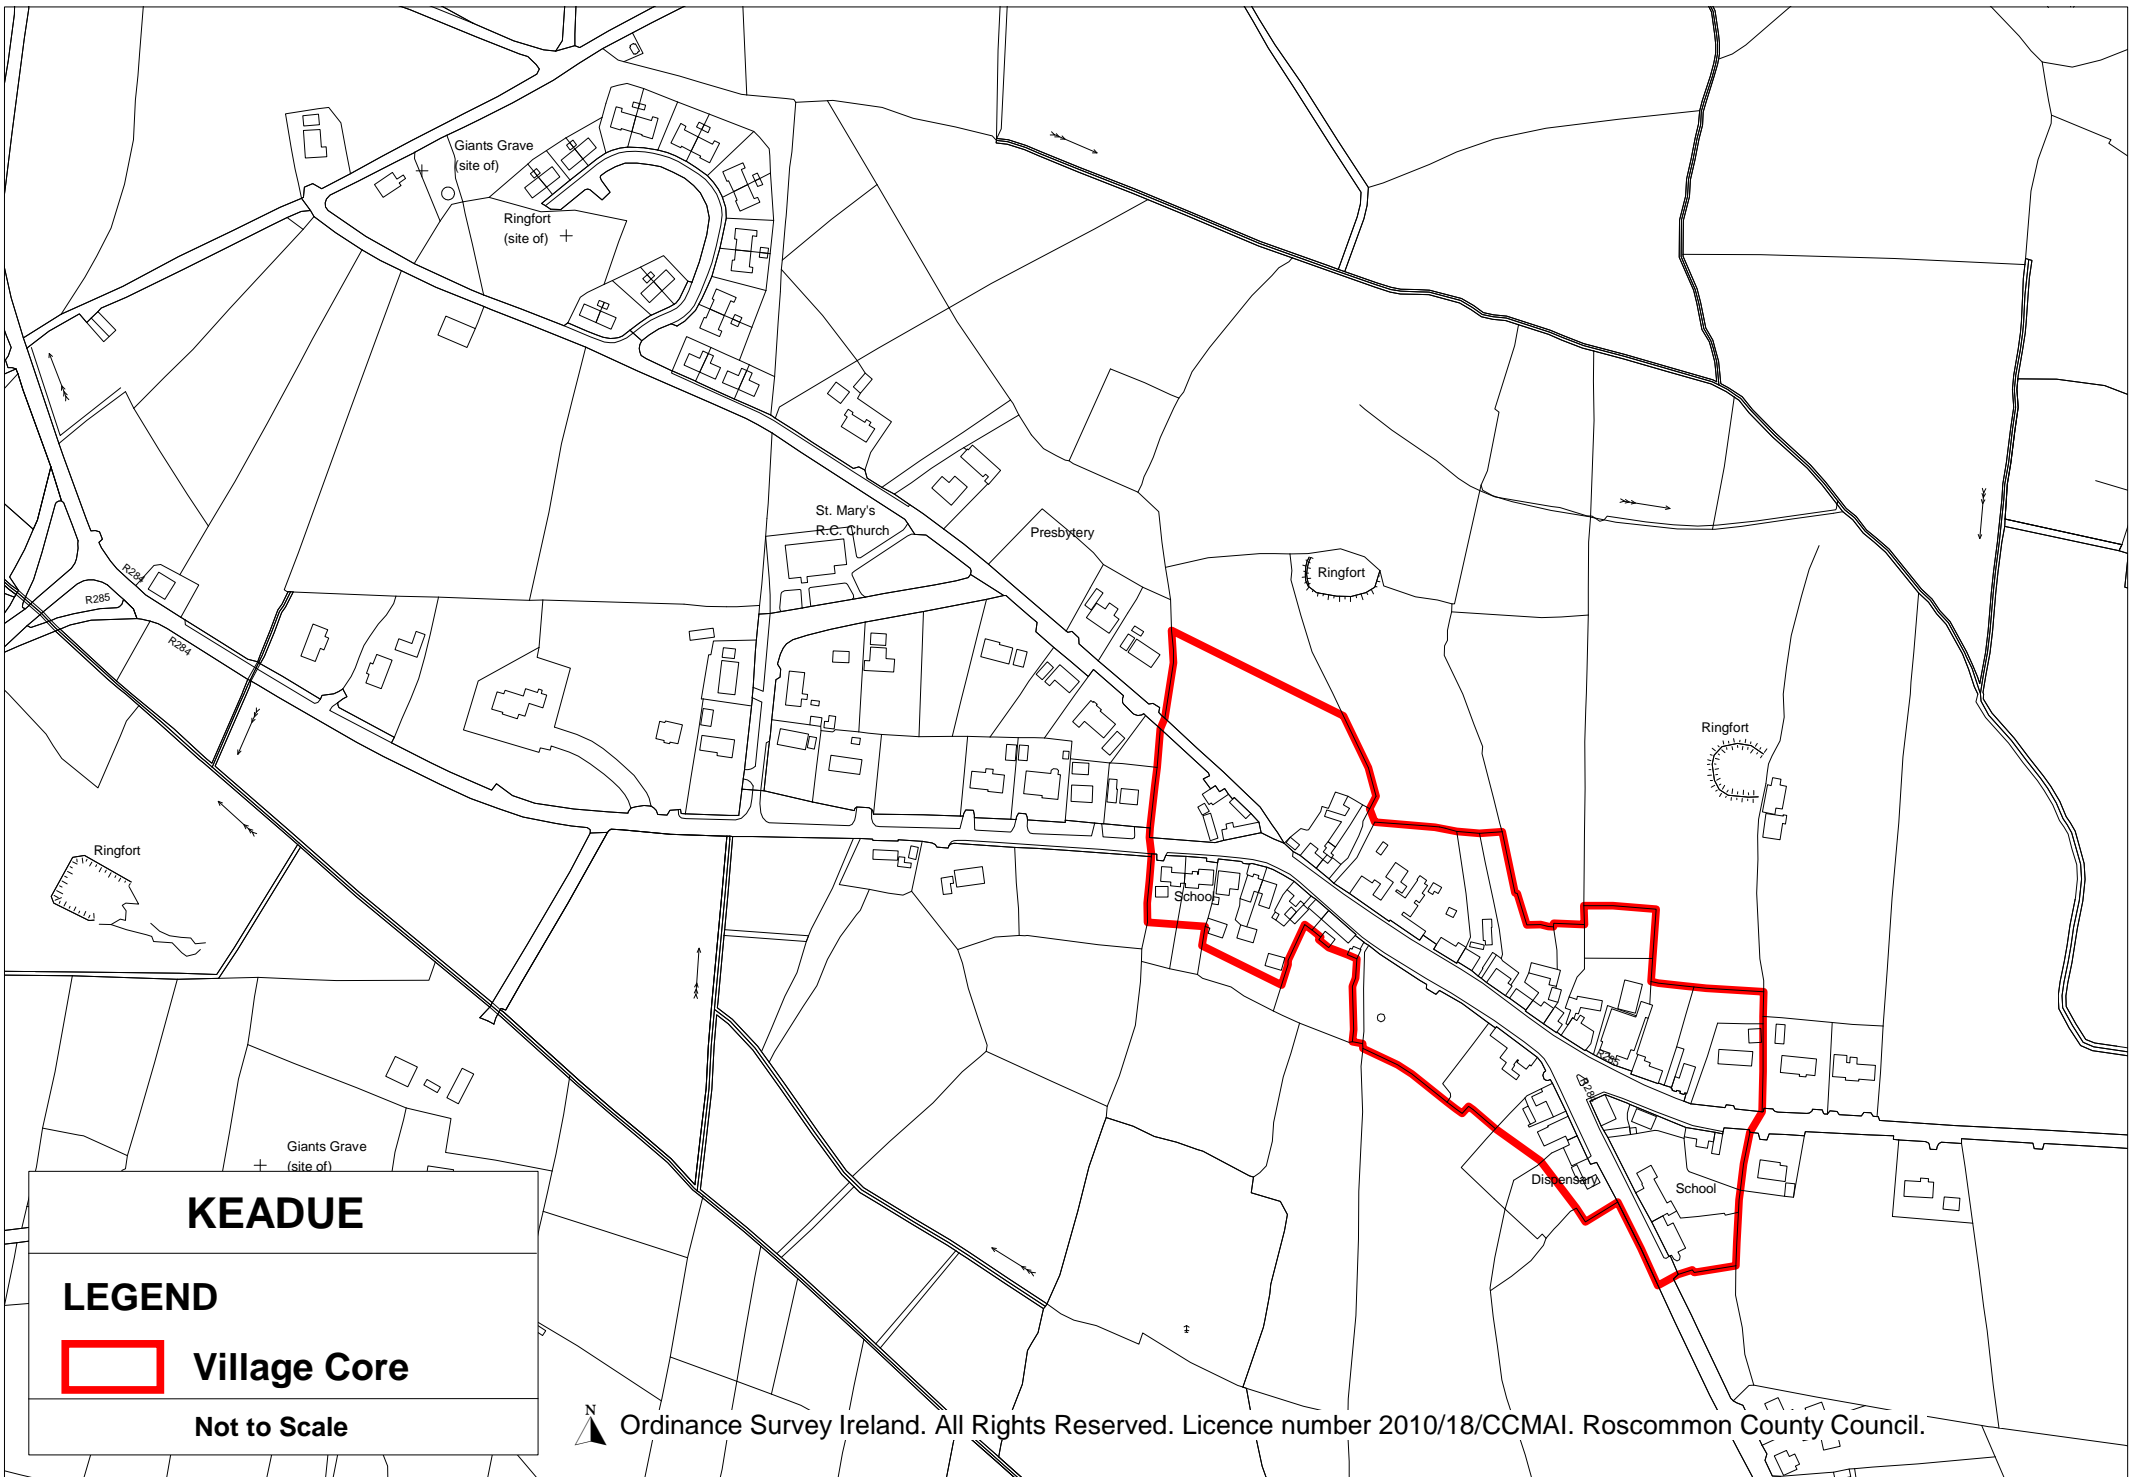 Giants Grave
(site of)
Ringfort
(site of)
St. Mary's
R.C. Church
Presbytery
Ringfort
R284
R285
R284
Ringfort
Ringfort
School
R285
Dispensary
School
Giants Grave
(site of)
KEADUE
LEGEND
Village Core
Not to Scale
N
Ordinance Survey Ireland. All Rights Reserved. Licence number 2010/18/CCMAI. Roscommon County Council.